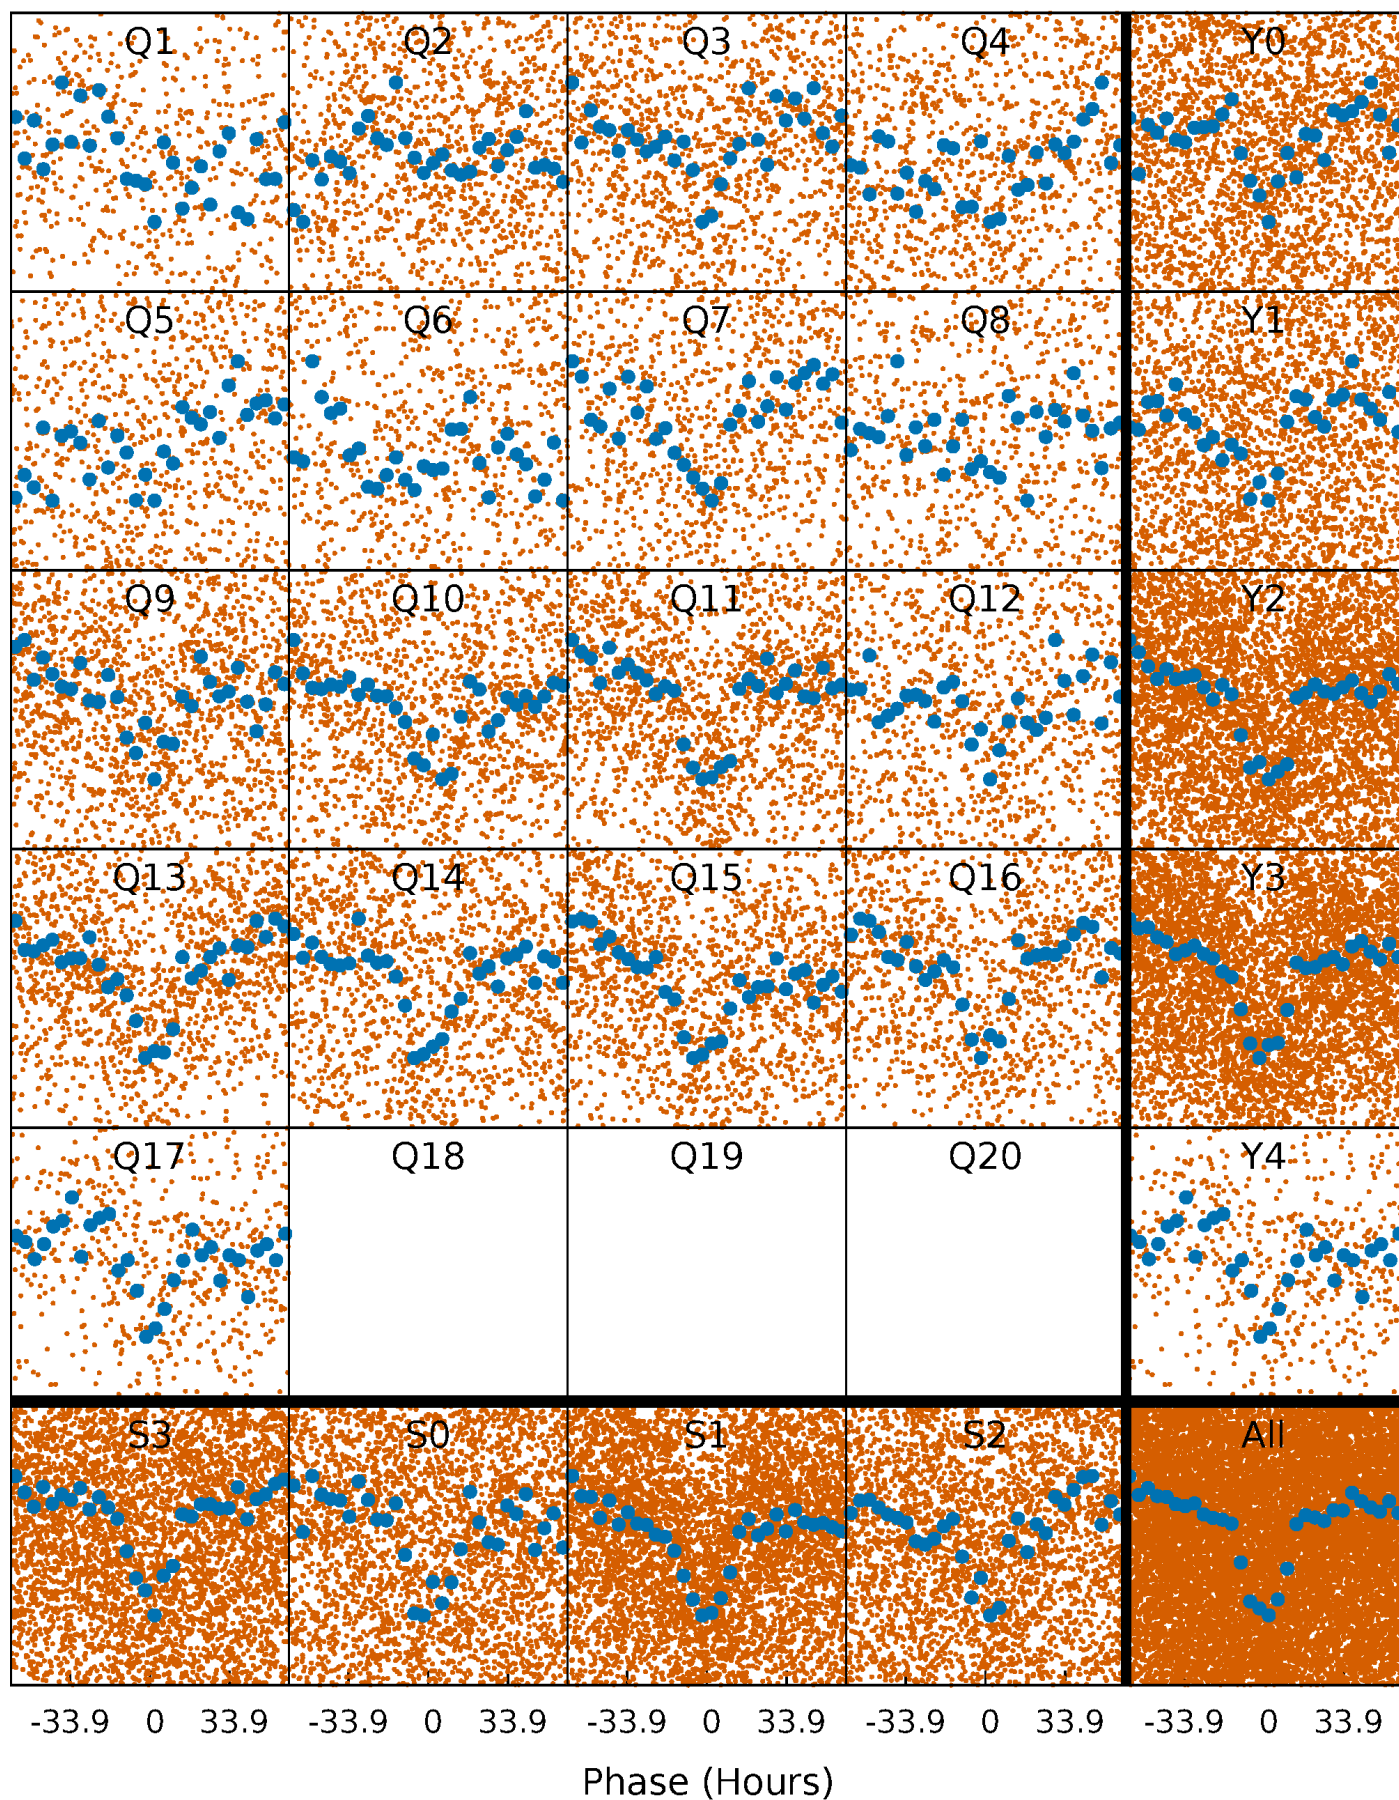 Q1 Q2 Q3 Q4 Y0
Q5 Q6 Q7 Q8 Y1
Q9 Q10 Q11 Q12 Y2
Q13 Q14 Q15 Q16 Y3
Q17 Q18 Q19 Q20 Y4
S3 S0 S1 S2 All
-33.9 0 33.9 -33.9 0 33.9 -33.9 0 33.9 -33.9 0 33.9 -33.9 0 33.9
Phase (Hours)